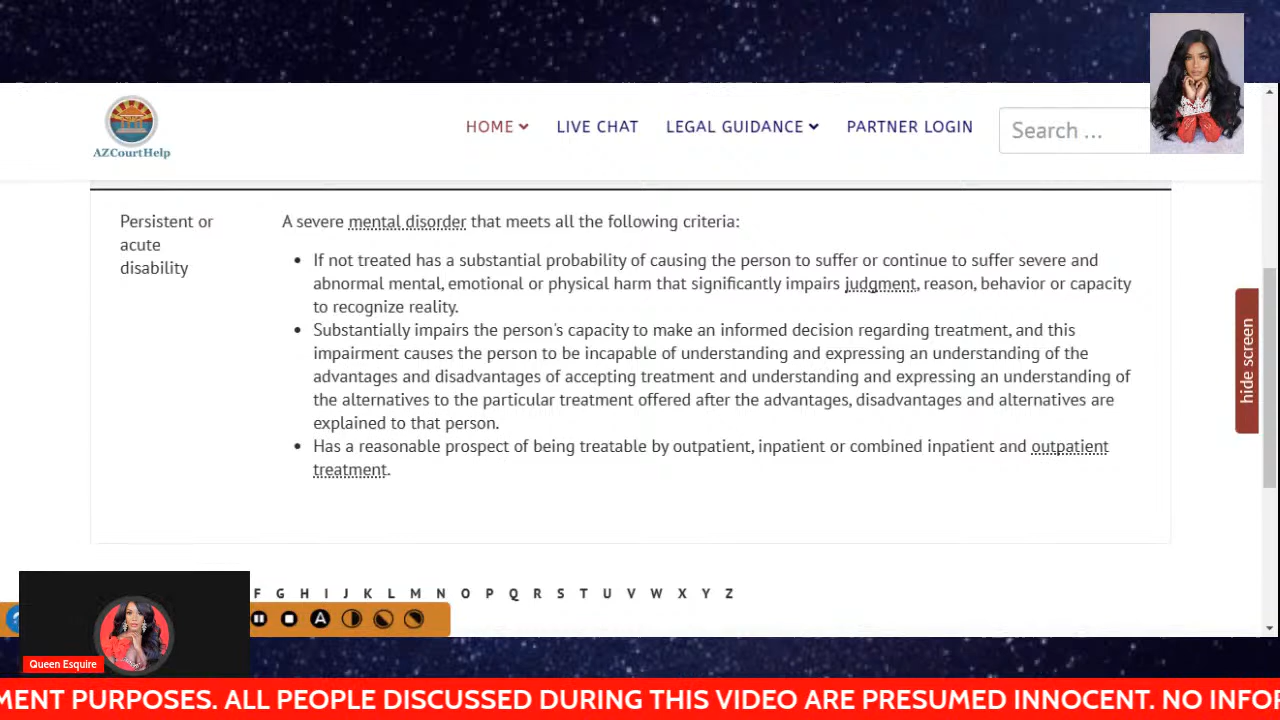 AZCourtHelp
HOME
LIVE CHAT
LEGAL GUIDANCE
PARTNER LOGIN
Search ...
Persistent or
acute
disability
A severe mental disorder that meets all the following criteria:
• If not treated has a substantial probability of causing the person to suffer or continue to suffer severe and
abnormal mental, emotional or physical harm that significantly impairs judgment, reason, behavior or capacity
to recognize reality.
• Substantially impairs the person's capacity to make an informed decision regarding treatment, and this
impairment causes the person to be incapable of understanding and expressing an understanding of the
advantages and disadvantages of accepting treatment and understanding and expressing an understanding of
the alternatives to the particular treatment offered after the advantages, disadvantages and alternatives are
explained to that person.
• Has a reasonable prospect of being treatable by outpatient, inpatient or combined inpatient and outpatient
treatment.
hide screen
F G H I J K L M N O P Q R S T U V W X Y Z
A
Queen Esquire
MENT PURPOSES. ALL PEOPLE DISCUSSED DURING THIS VIDEO ARE PRESUMED INNOCENT. NO INFOR